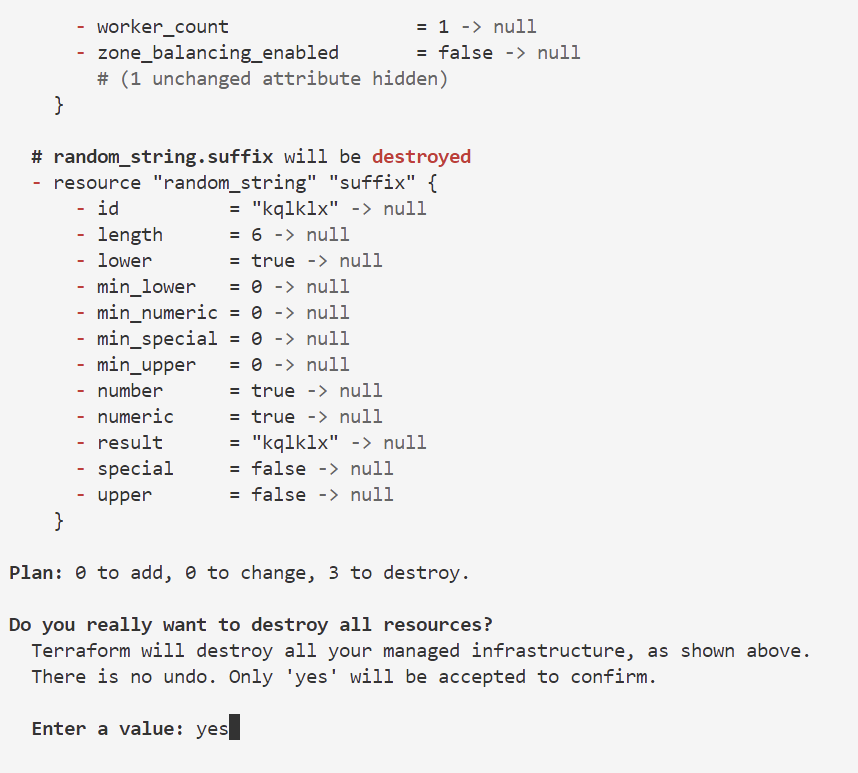 - worker_count = 1 -> null
- zone_balancing_enabled = false -> null
# (1 unchanged attribute hidden)
}
# random_string.suffix will be destroyed
- resource "random_string" "suffix" {
- id = "kqlklx" -> null
- length = 6 -> null
- lower = true -> null
- min_lower = 0 -> null
- min_numeric = 0 -> null
- min_special = 0 -> null
- min_upper = 0 -> null
- number = true -> null
- numeric = true -> null
- result = "kqlklx" -> null
- special = false -> null
- upper = false -> null
}
Plan: 0 to add, 0 to change, 3 to destroy.
Do you really want to destroy all resources?
Terraform will destroy all your managed infrastructure, as shown above.
There is no undo. Only 'yes' will be accepted to confirm.
Enter a value: yes